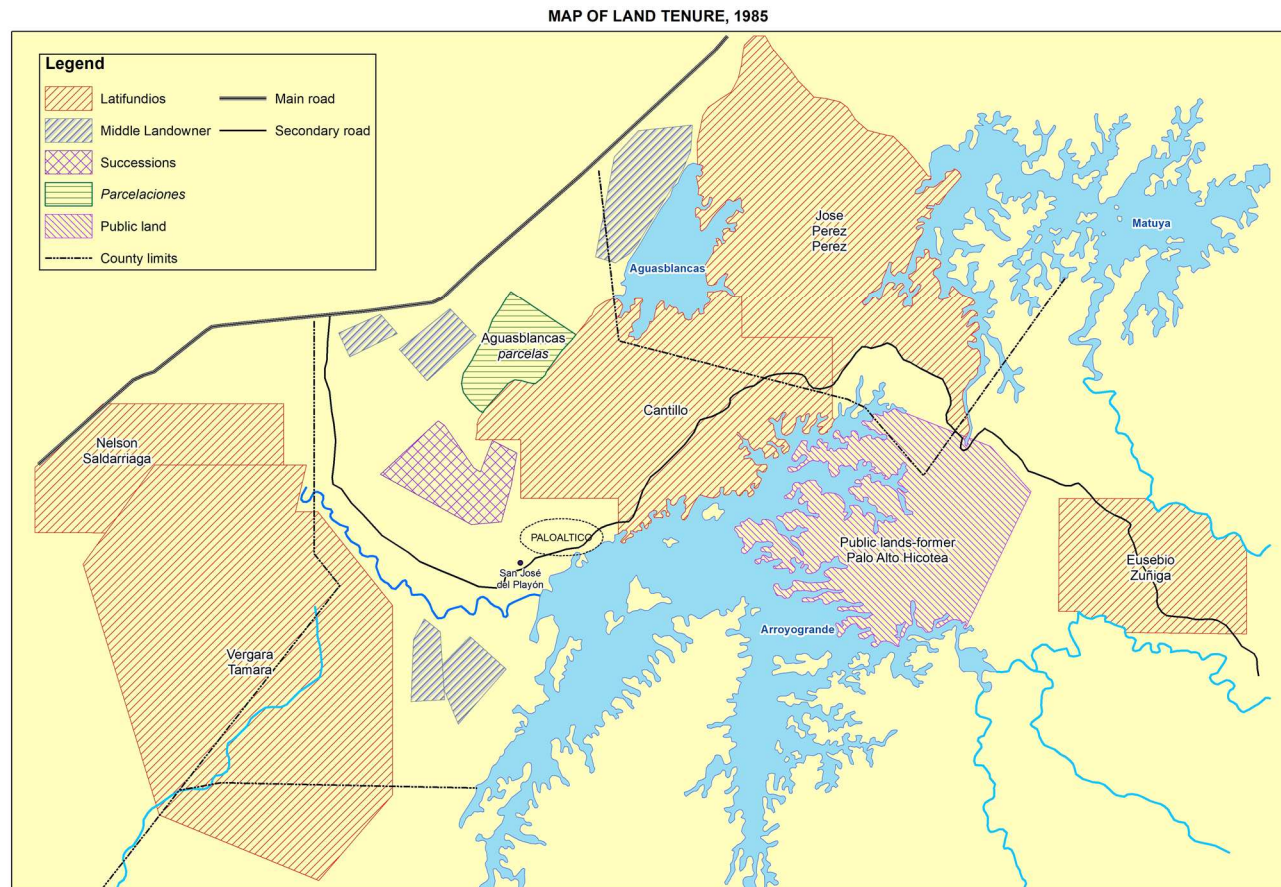 MAP OF LAND TENURE, 1985
Legend
Latifundios
Main road
Middle Landowner
Secondary road
Successions
Parcelaciones
Public land
County limits
Jose
Perez
Perez
Matuya
Aguasblancas
Aguasblancas
parcelas
Cantillo
Nelson
Saldarriaga
PALOALTICO
San José
del Playón
Public lands-former
Palo Alto Hicotea
Eusebio
Zuñiga
Arroyogrande
Vergara
Tamara